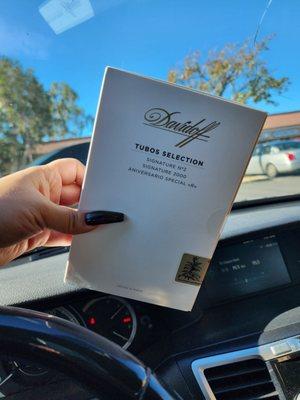 Davidoff
TUBOS SELECTION
SIGNATURE Nº2
SIGNATURE 2000
ANIVERSARIO SPECIAL «R»